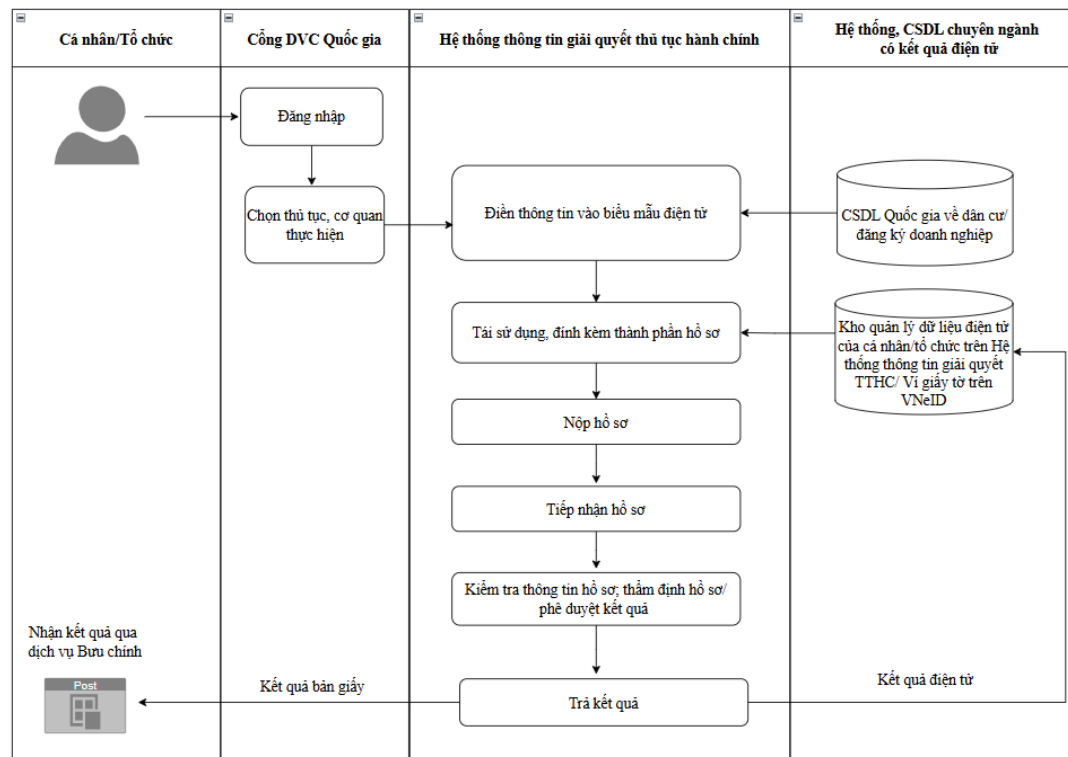 Cá nhân/Tổ chức
Cổng DVC Quốc gia
Hệ thống thông tin giải quyết thủ tục hành chính
Hệ thống, CSDL chuyên ngành
có kết quả điện tử
Đăng nhập
Chọn thủ tục, cơ quan
thực hiện
Điền thông tin vào biểu mẫu điện tử
CSDL Quốc gia về dân cư/
đăng ký doanh nghiệp
Tái sử dụng, đính kèm thành phần hồ sơ
Kho quản lý dữ liệu điện tử
của cá nhân/tổ chức trên Hệ
thống thông tin giải quyết
TTHC/ Ví giấy tờ trên
VNeID
Nộp hồ sơ
Tiếp nhận hồ sơ
Kiểm tra thông tin hồ sơ; thẩm định hồ sơ/
phê duyệt kết quả
Nhận kết quả qua
dịch vụ Bưu chính
Post
Kết quả bản giấy
Trả kết quả
Kết quả điện tử